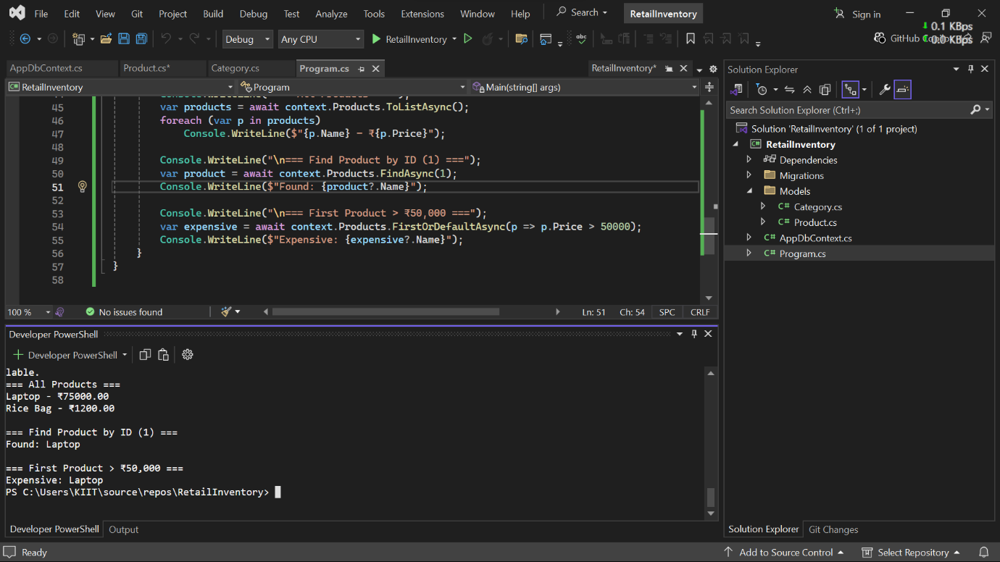 File Edit View Git Project Build Debug Test Analyze Tools Extensions Window Help Search RetailInventory Sign in
0.1 KBps
Debug Any CPU RetailInventory GitHub
0.0 KBps
AppDbContext.cs Product.cs* Category.cs Program.cs RetailInventory*
RetailInventory Program Main(string[] args)
45 var products = await context.Products.ToListAsync();
46 foreach (var p in products)
47 Console.WriteLine($"{p.Name} - ₹{p.Price}");
48
49 Console.WriteLine("\n=== Find Product by ID (1) ===");
50 var product = await context.Products.FindAsync(1);
51 Console.WriteLine($"Found: {product?.Name}");
52
53 Console.WriteLine("\n=== First Product > ₹50,000 ===");
54 var expensive = await context.Products.FirstOrDefaultAsync(p => p.Price > 50000);
55 Console.WriteLine($"Expensive: {expensive?.Name}");
56 }
57 }
58
100 % No issues found Ln: 51 Ch: 54 SPC CRLF
Developer PowerShell
Developer PowerShell
lable.
=== All Products ===
Laptop - ₹75000.00
Rice Bag - ₹1200.00
=== Find Product by ID (1) ===
Found: Laptop
=== First Product > ₹50,000 ===
Expensive: Laptop
PS C:\Users\KIIT\source\repos\RetailInventory>
Developer PowerShell Output
Solution Explorer
Search Solution Explorer (Ctrl+;)
Solution 'RetailInventory' (1 of 1 project)
RetailInventory
Dependencies
Migrations
Models
C# Category.cs
C# Product.cs
C# AppDbContext.cs
C# Program.cs
Solution Explorer Git Changes
Ready Add to Source Control Select Repository